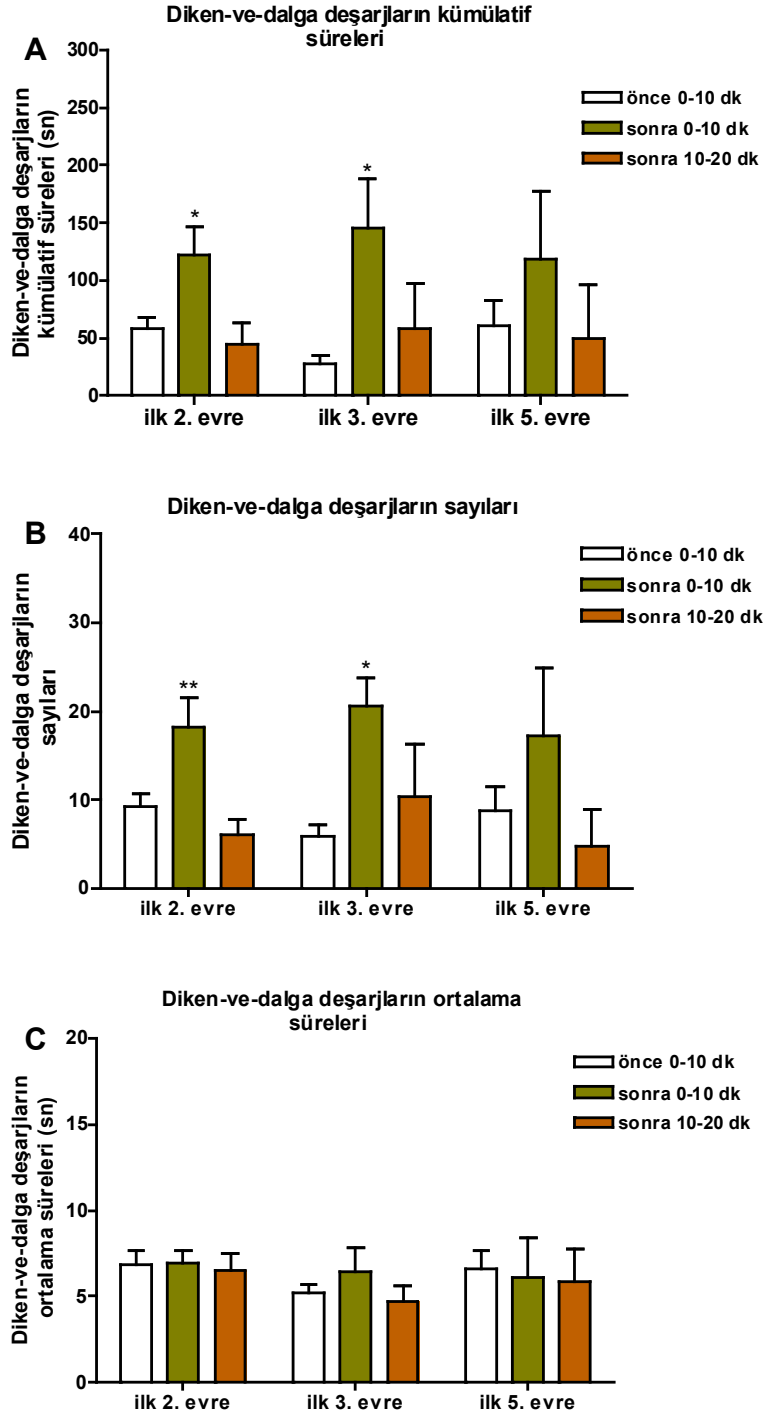 Diken-ve-dalga deşarjların kümülatif
süreleri
A
Diken-ve-dalga deşarjların
kümülatif süreleri (sn)
300
250
200
150
100
50
0
önce 0-10 dk
sonra 0-10 dk
sonra 10-20 dk
*
*
ilk 2. evre
ilk 3. evre
ilk 5. evre
Diken-ve-dalga deşarjların sayıları
B
Diken-ve-dalga deşarjların
sayıları
40
30
20
10
0
önce 0-10 dk
sonra 0-10 dk
sonra 10-20 dk
**
*
ilk 2. evre
ilk 3. evre
ilk 5. evre
Diken-ve-dalga deşarjların ortalama
süreleri
C
Diken-ve-dalga deşarjların
ortalama süreleri (sn)
20
15
10
5
0
önce 0-10 dk
sonra 0-10 dk
sonra 10-20 dk
ilk 2. evre
ilk 3. evre
ilk 5. evre